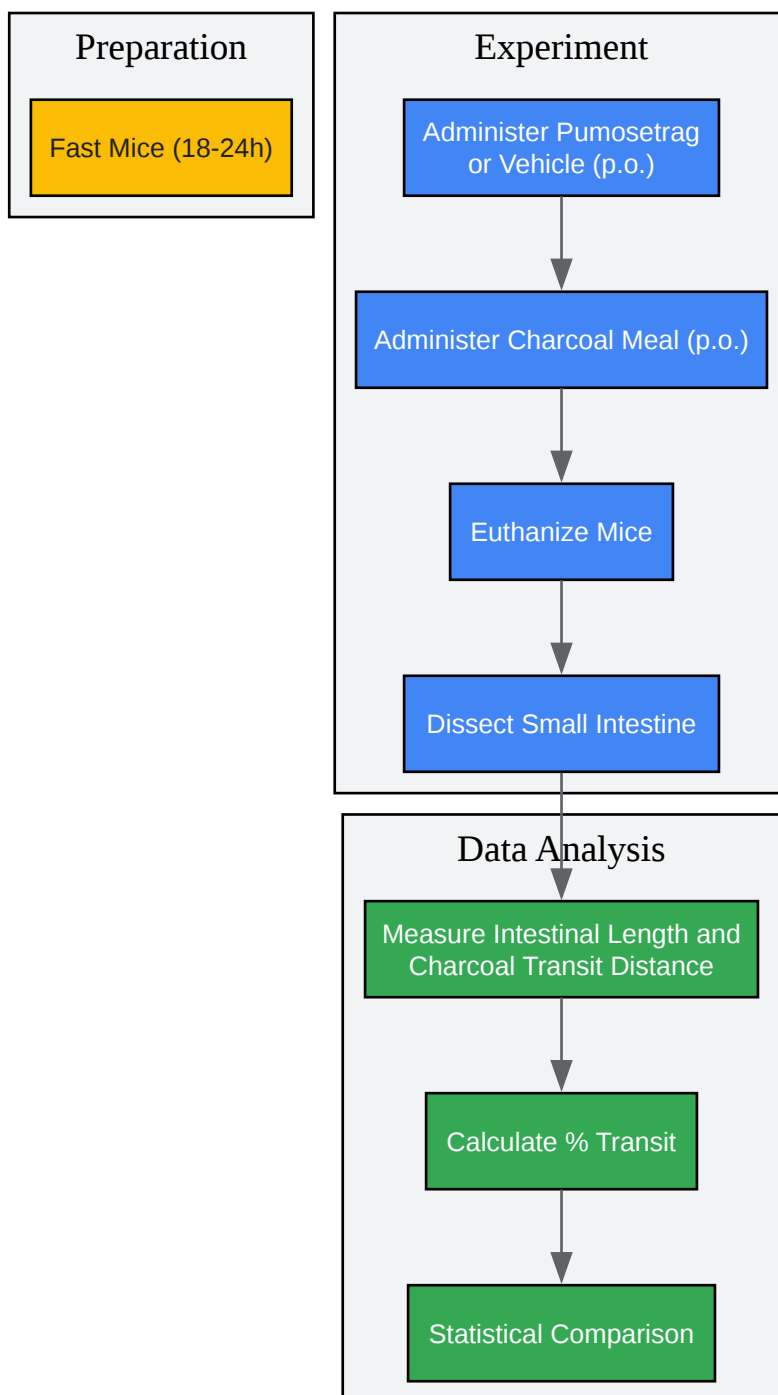 Preparation
Fast Mice (18-24h)
Experiment
Administer Pumosetrag
or Vehicle (p.o.)
Administer Charcoal Meal (p.o.)
Euthanize Mice
Dissect Small Intestine
Data Analysis
Measure Intestinal Length and
Charcoal Transit Distance
Calculate % Transit
Statistical Comparison